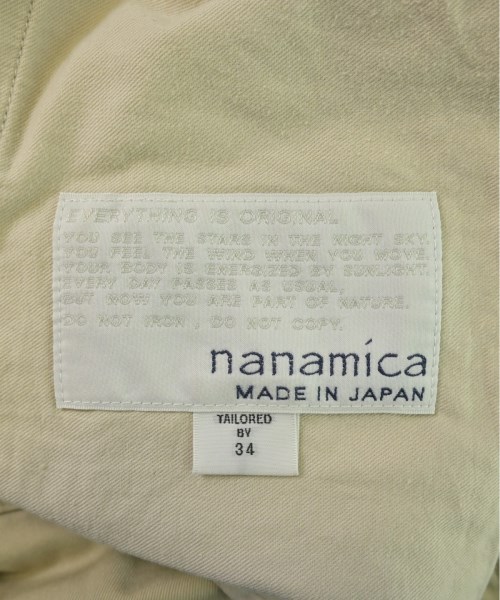 EVERYTHING IS ORIGINAL
YOU SEE THE STARS IN THE NIGHT SKY.
YOU FEEL THE WIND WHEN YOU MOVE.
YOUR BODY IS ENERGIZED BY SUNLIGHT.
EVERY DAY PASSES AS USUAL,
BUT NOW YOU ARE PART OF NATURE.
DO NOT IRON, DO NOT COPY.
nanamica
MADE IN JAPAN
TAILORED
BY
34